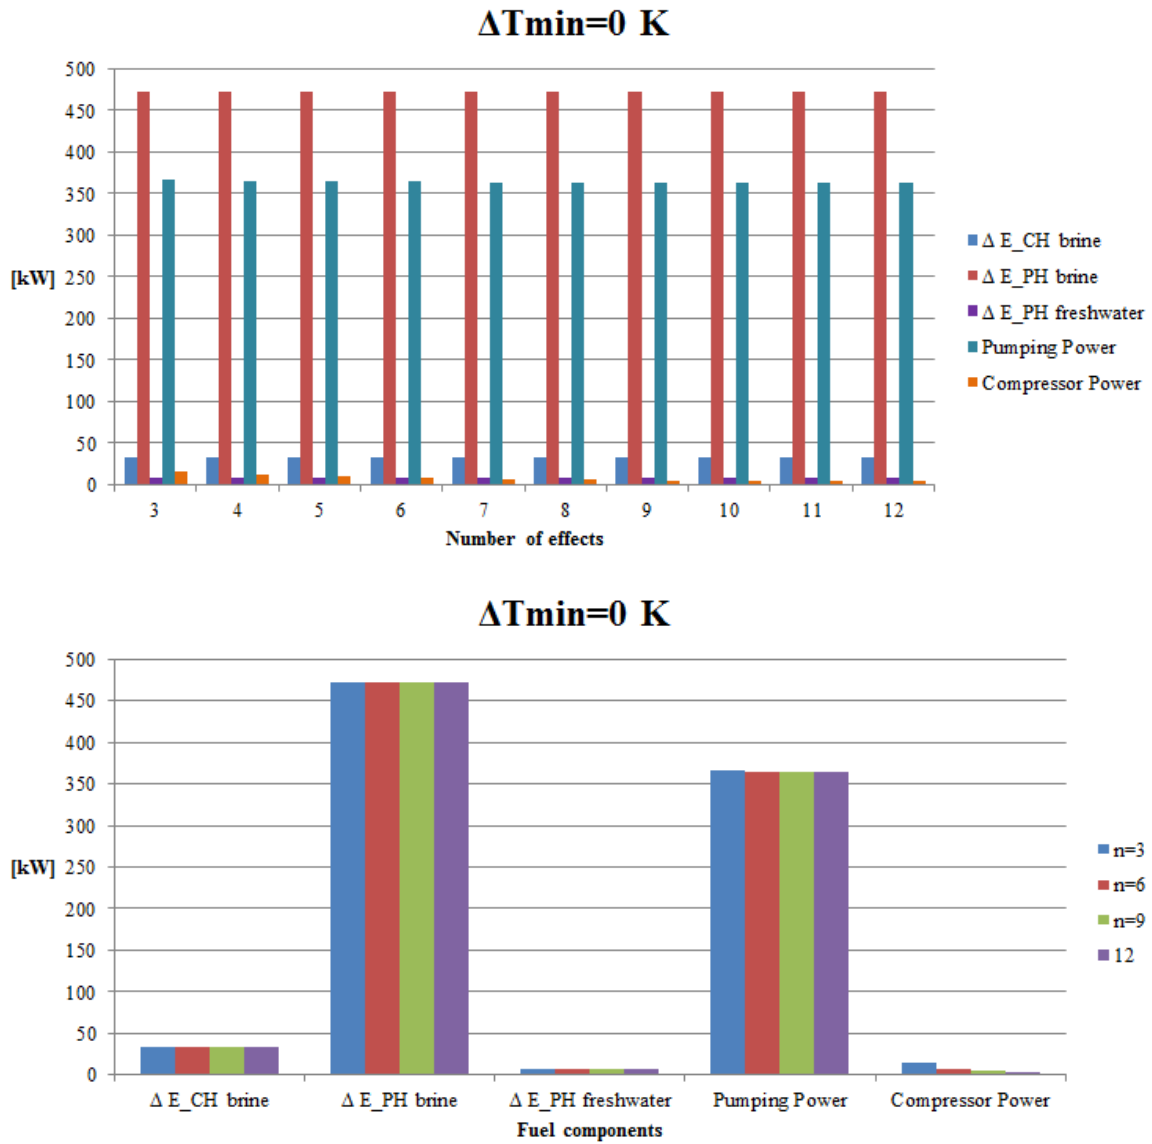 ΔTmin=0 K
500
450
400
350
300
[kW] 250
200
150
100
50
0
3 4 5 6 7 8 9 10 11 12
Number of effects
Δ E_CH brine
Δ E_PH brine
Δ E_PH freshwater
Pumping Power
Compressor Power
ΔTmin=0 K
500
450
400
350
300
[kW] 250
200
150
100
50
0
Δ E_CH brine Δ E_PH brine Δ E_PH freshwater Pumping Power Compressor Power
Fuel components
n=3
n=6
n=9
12